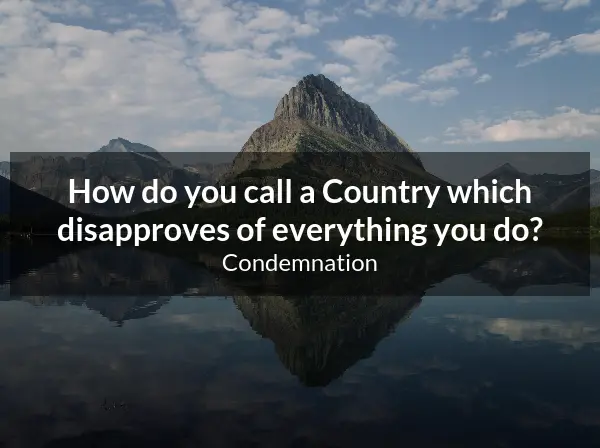 How do you call a Country which
disapproves of everything you do?
Condemnation